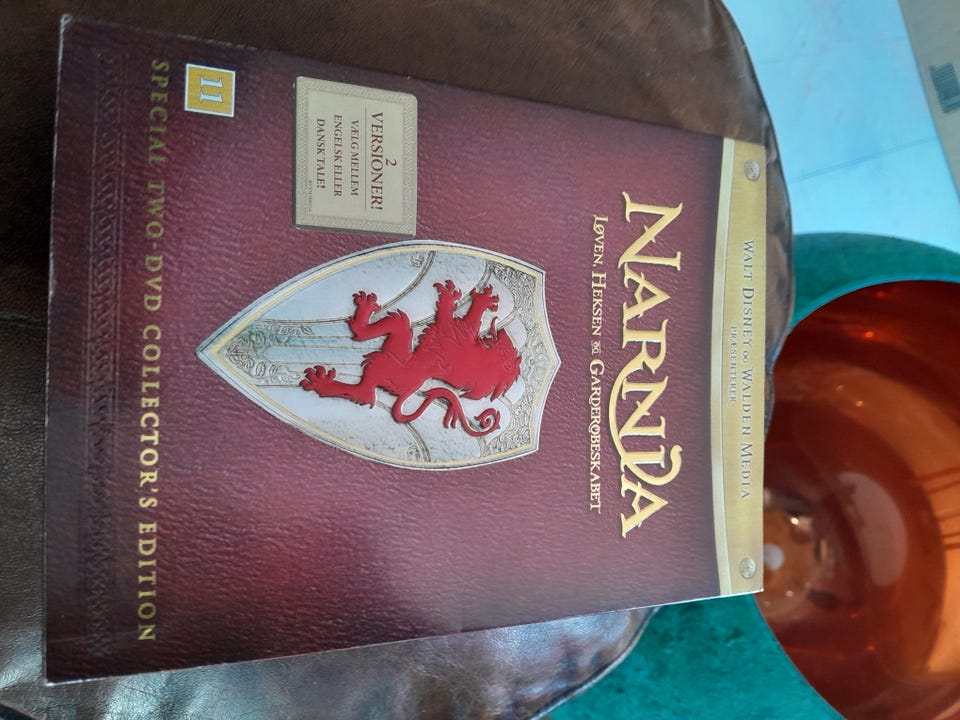 WALT DISNEY OG WALDEN MEDIA
PRÆSENTERER
NARNIA
LØVEN, HEKSEN OG GARDEROBESKABET
2
VERSIONER!
VÆLG MELLEM
ENGELSK ELLER
DANSK TALE!
11
SPECIAL TWO-DVD COLLECTOR'S EDITION